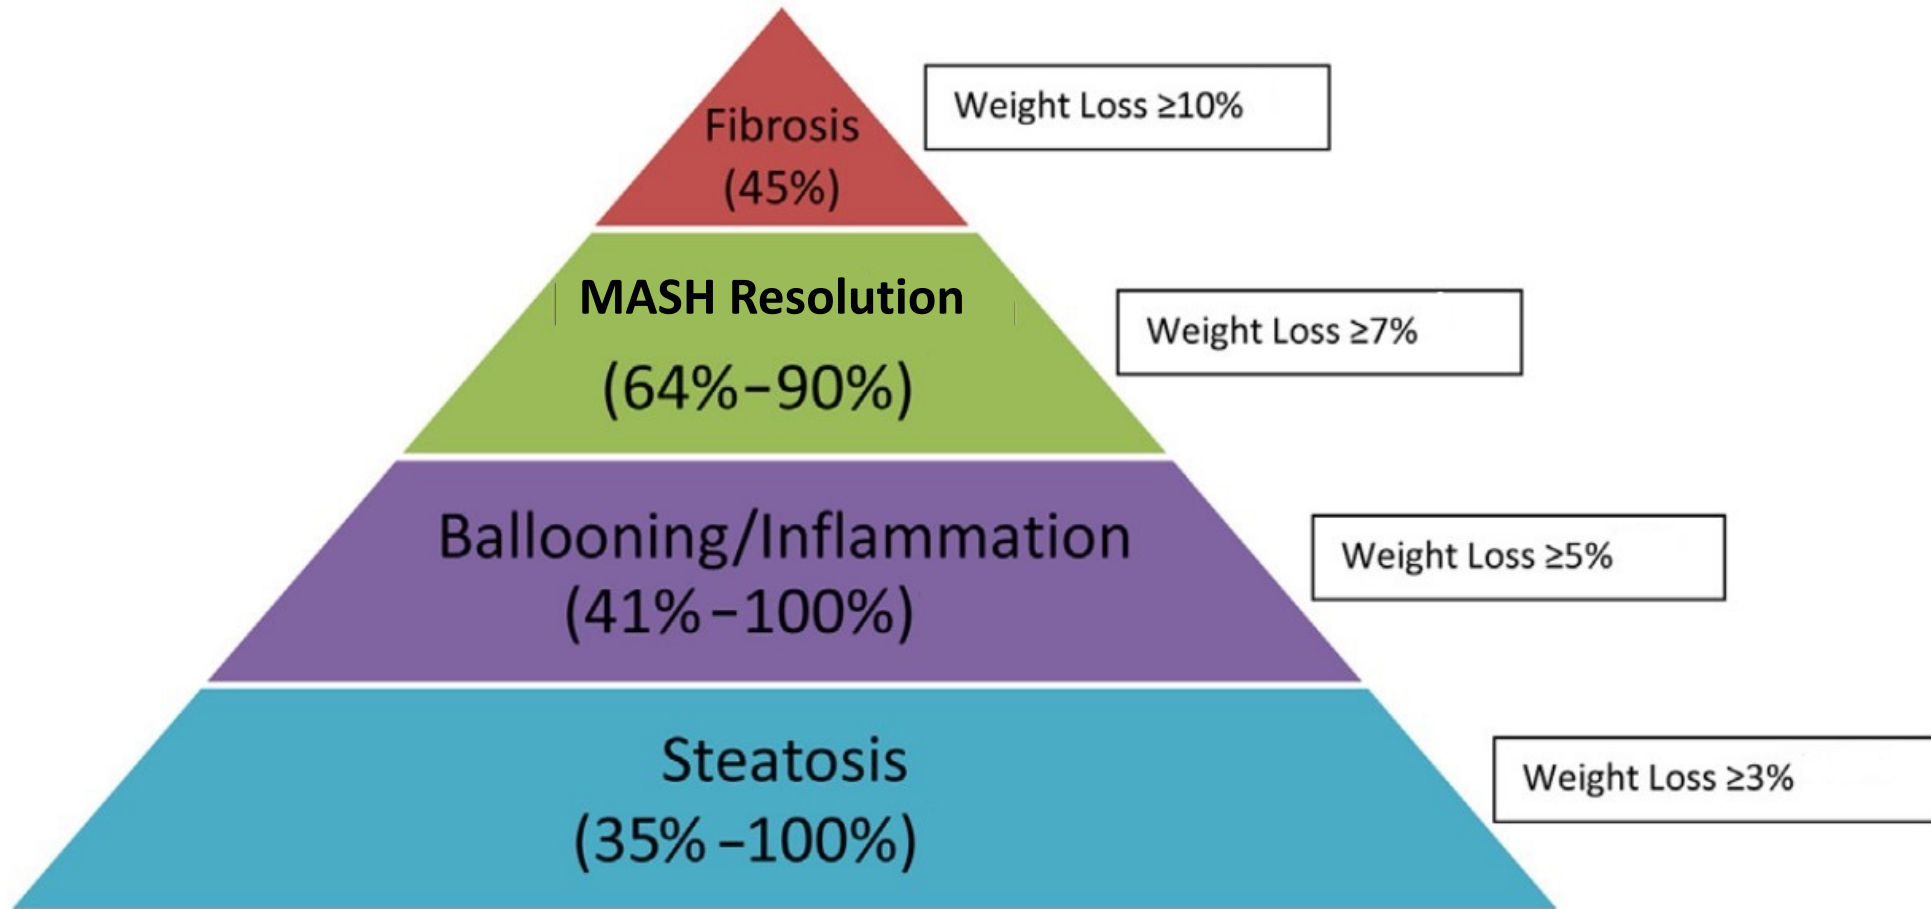 Fibrosis
(45%)
Weight Loss ≥10%
MASH Resolution
(64%–90%)
Weight Loss ≥7%
Ballooning/Inflammation
(41%–100%)
Weight Loss ≥5%
Steatosis
(35%–100%)
Weight Loss ≥3%